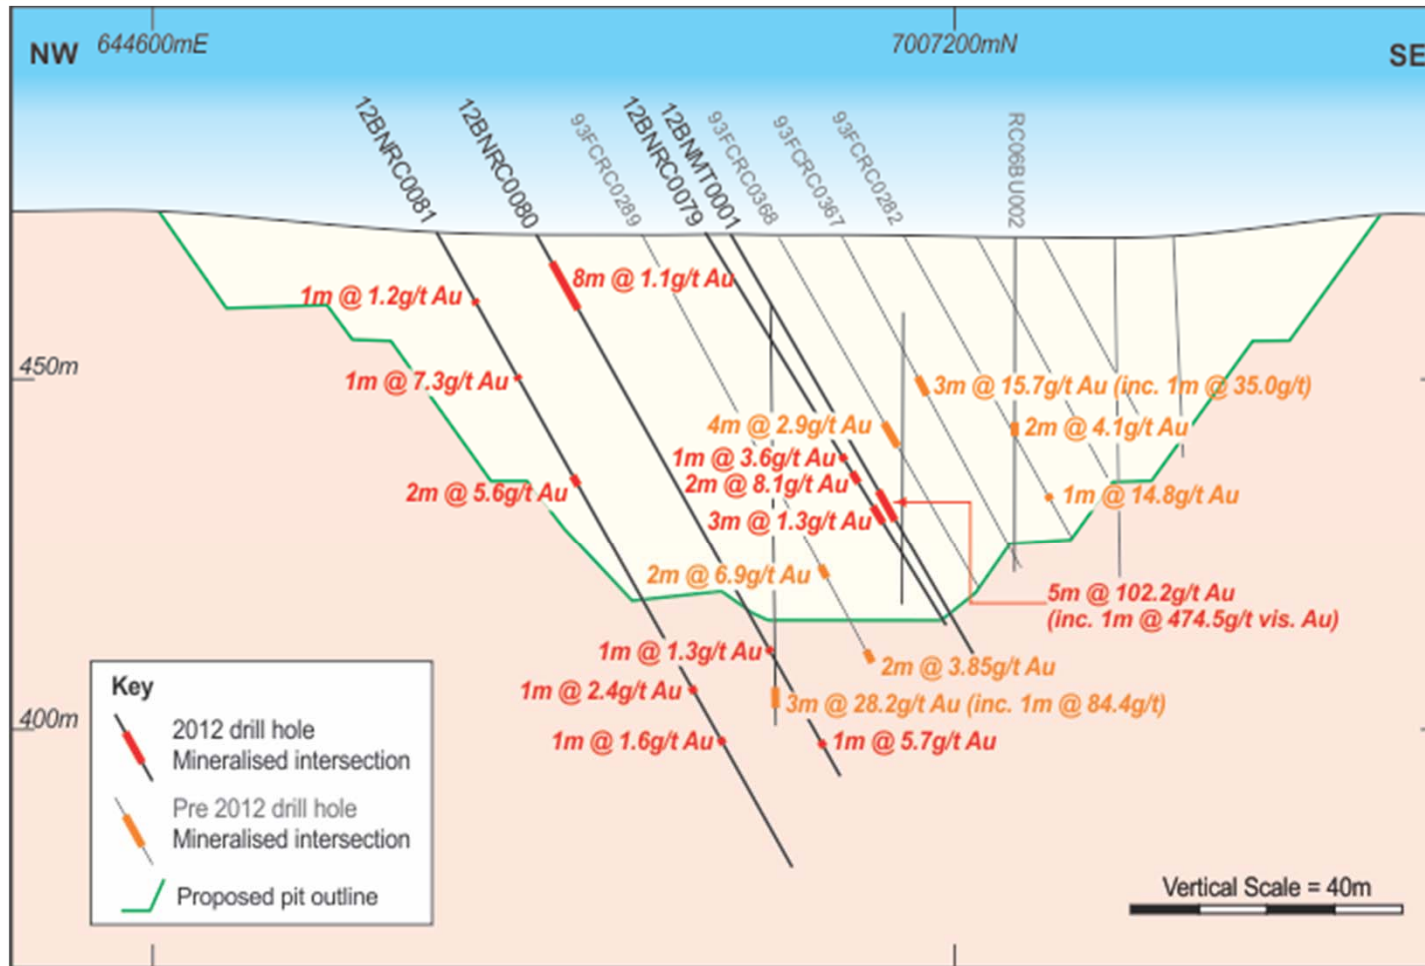 NW
644600mE
7007200mN
SE
12BNRC0081
12BNRC0080
93FCRC0289
12BNRC0079
12BNMT0001
93FCRC0368
93FCRC0367
93FCRC0282
RC06BU002
8m @ 1.1g/t Au
1m @ 1.2g/t Au
450m
1m @ 7.3g/t Au
3m @ 15.7g/t Au (inc. 1m @ 35.0g/t)
4m @ 2.9g/t Au
2m @ 4.1g/t Au
1m @ 3.6g/t Au
2m @ 8.1g/t Au
2m @ 5.6g/t Au
1m @ 14.8g/t Au
3m @ 1.3g/t Au
2m @ 6.9g/t Au
5m @ 102.2g/t Au
(inc. 1m @ 474.5g/t vis. Au)
1m @ 1.3g/t Au
2m @ 3.85g/t Au
1m @ 2.4g/t Au
3m @ 28.2g/t Au (inc. 1m @ 84.4g/t)
400m
1m @ 1.6g/t Au
1m @ 5.7g/t Au
Key
2012 drill hole
Mineralised intersection
Pre 2012 drill hole
Mineralised intersection
Proposed pit outline
Vertical Scale = 40m